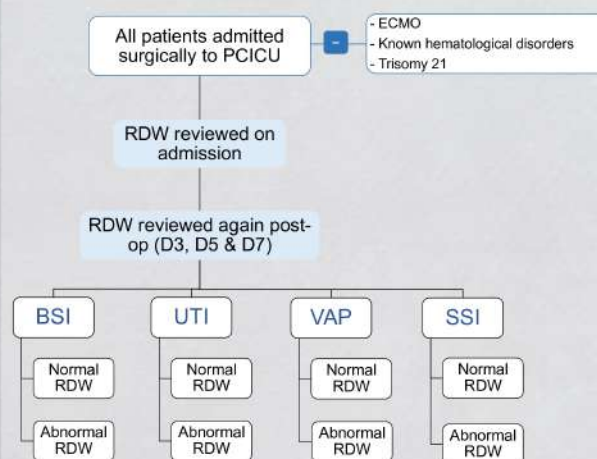 All patients admitted
surgically to PCICU
-
- ECMO
- Known hematological disorders
- Trisomy 21
RDW reviewed on
admission
RDW reviewed again post-
op (D3, D5 & D7)
BSI
UTI
VAP
SSI
Normal
RDW
Normal
RDW
Normal
RDW
Normal
RDW
Abnormal
RDW
Abnormal
RDW
Abnormal
RDW
Abnormal
RDW